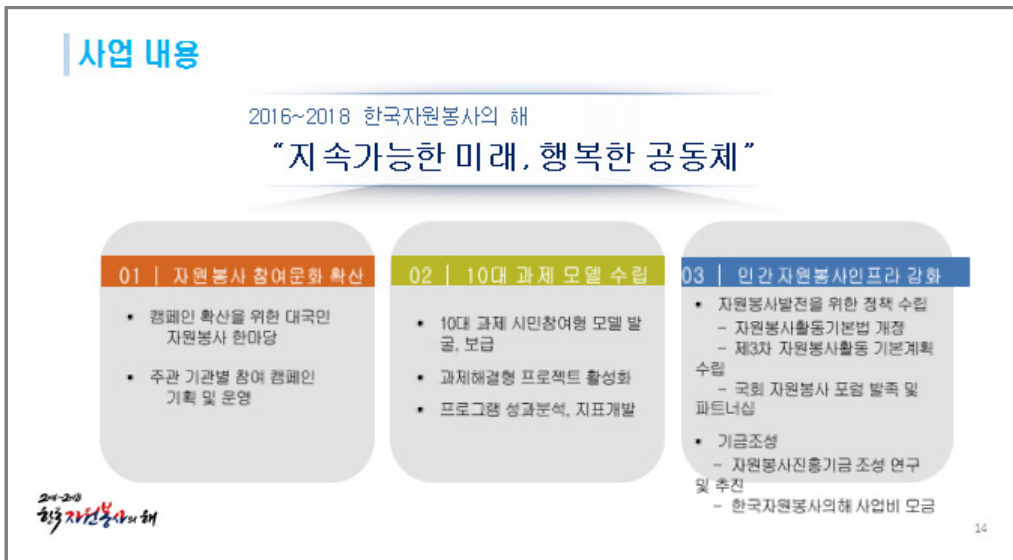 사업 내용
2016~2018 한국자원봉사의 해
“지속가능한 미래, 행복한 공동체”
01 | 자원봉사 참여문화 확산
• 캠페인 확산을 위한 대국민
자원봉사 한마당
• 주관 기관별 참여 캠페인
기획 및 운영
02 | 10대 과제 모델 수립
• 10대 과제 시민참여형 모델 발
굴, 보급
• 과제해결형 프로젝트 활성화
• 프로그램 성과분석, 지표개발
03 | 민간자원봉사인프라 강화
• 자원봉사발전을 위한 정책 수립
– 자원봉사활동기본법 개정
– 제3차 자원봉사활동 기본계획
수립
– 국회 자원봉사 포럼 발족 및
파트너십
• 기금조성
– 자원봉사진흥기금 조성 연구
및 추진
– 한국자원봉사의해 사업비 모금
2016-2018
한국자원봉사의 해
14